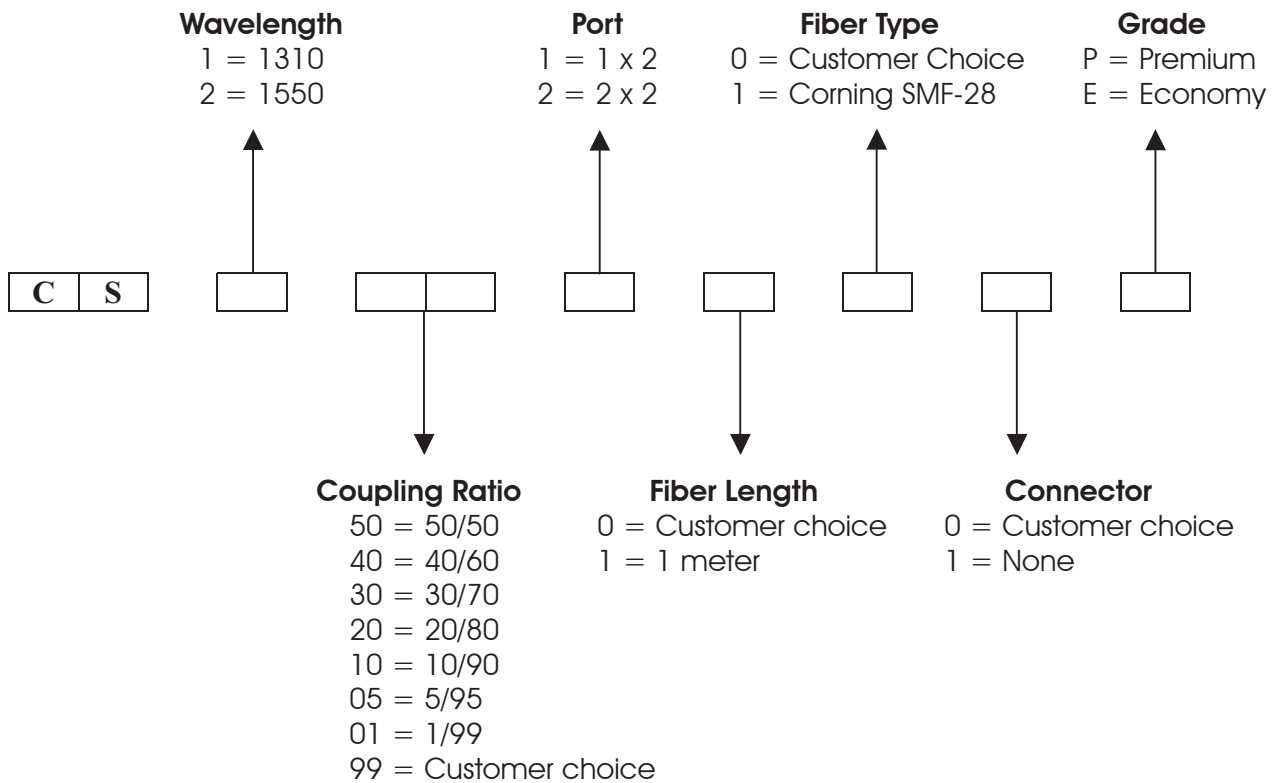 Wavelength
1 = 1310
2 = 1550
Port
1 = 1 x 2
2 = 2 x 2
Fiber Type
0 = Customer Choice
1 = Corning SMF-28
Grade
P = Premium
E = Economy
C S
Coupling Ratio
50 = 50/50
40 = 40/60
30 = 30/70
20 = 20/80
10 = 10/90
05 = 5/95
01 = 1/99
99 = Customer choice
Fiber Length
0 = Customer choice
1 = 1 meter
Connector
0 = Customer choice
1 = None